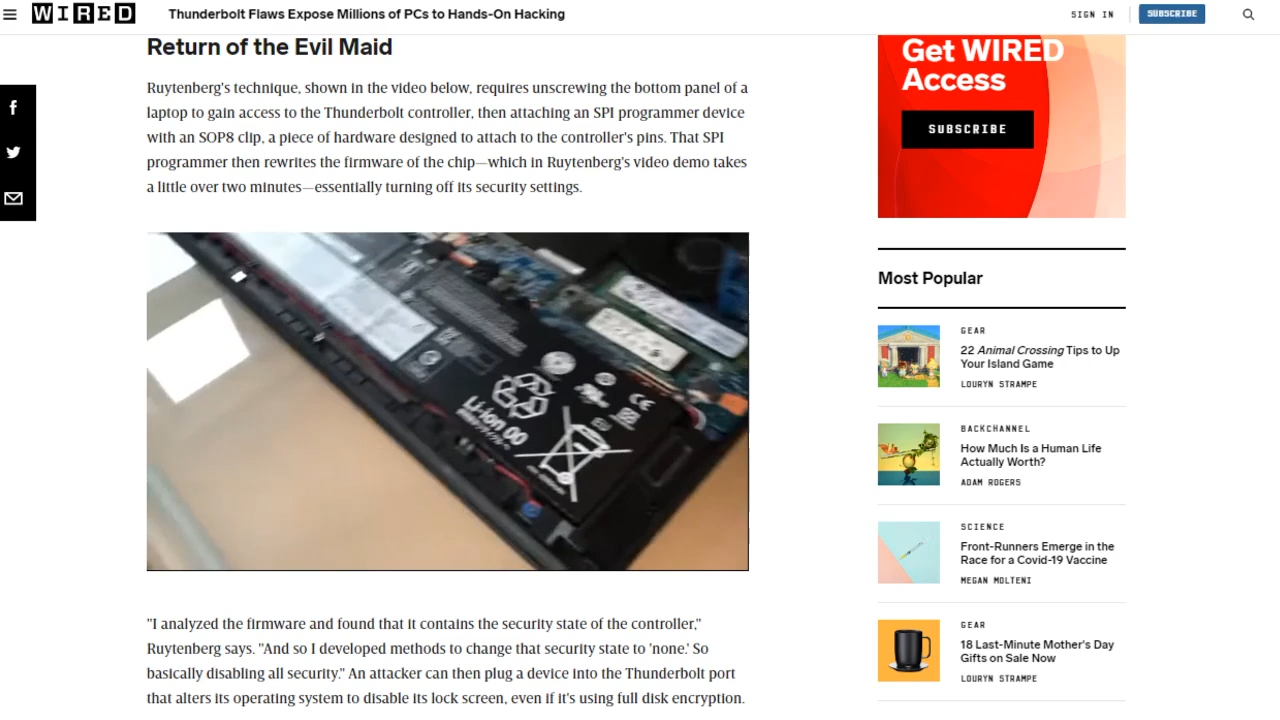 WIRED
Thunderbolt Flaws Expose Millions of PCs to Hands-On Hacking
SIGN IN
SUBSCRIBE
Return of the Evil Maid
Ruytenberg's technique, shown in the video below, requires unscrewing the bottom panel of a
laptop to gain access to the Thunderbolt controller, then attaching an SPI programmer device
with an SOP8 clip, a piece of hardware designed to attach to the controller's pins. That SPI
programmer then rewrites the firmware of the chip—which in Ruytenberg's video demo takes
a little over two minutes—essentially turning off its security settings.
Li-ion 00
CE
"I analyzed the firmware and found that it contains the security state of the controller,"
Ruytenberg says. "And so I developed methods to change that security state to 'none.' So
basically disabling all security." An attacker can then plug a device into the Thunderbolt port
that alters its operating system to disable its lock screen, even if it's using full disk encryption.
Get WIRED
Access
SUBSCRIBE
Most Popular
GEAR
22 Animal Crossing Tips to Up
Your Island Game
LOURYN STRAMPE
BACKCHANNEL
How Much Is a Human Life
Actually Worth?
ADAM ROGERS
SCIENCE
Front-Runners Emerge in the
Race for a Covid-19 Vaccine
MEGAN MOLTENI
GEAR
18 Last-Minute Mother's Day
Gifts on Sale Now
LOURYN STRAMPE